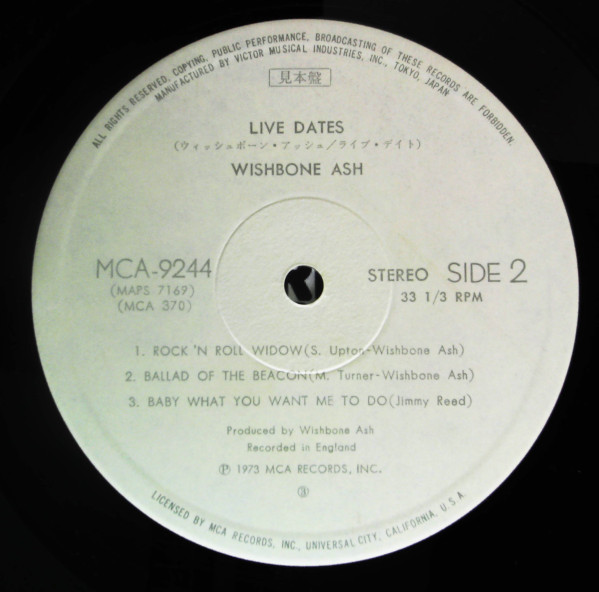 ALL RIGHTS RESERVED, COPYING, PUBLIC PERFORMANCE, BROADCASTING OF THESE RECORDS ARE FORBIDDEN.
MANUFACTURED BY VICTOR MUSICAL INDUSTRIES, INC., TOKYO, JAPAN
見本盤
LIVE DATES
(ウィッシュボーン・アッシュ/ライブ・デイト)
WISHBONE ASH
MCA-9244
(MAPS 7169)
(MCA 370)
STEREO SIDE 2
33 1/3 RPM
1. ROCK 'N ROLL WIDOW(S. Upton-Wishbone Ash)
2. BALLAD OF THE BEACON(M. Turner-Wishbone Ash)
3. BABY WHAT YOU WANT ME TO DO(Jimmy Reed)
Produced by Wishbone Ash
Recorded in England
Ⓟ 1973 MCA RECORDS, INC.
③
LICENSED BY MCA RECORDS, INC., UNIVERSAL CITY, CALIFORNIA, U.S.A.